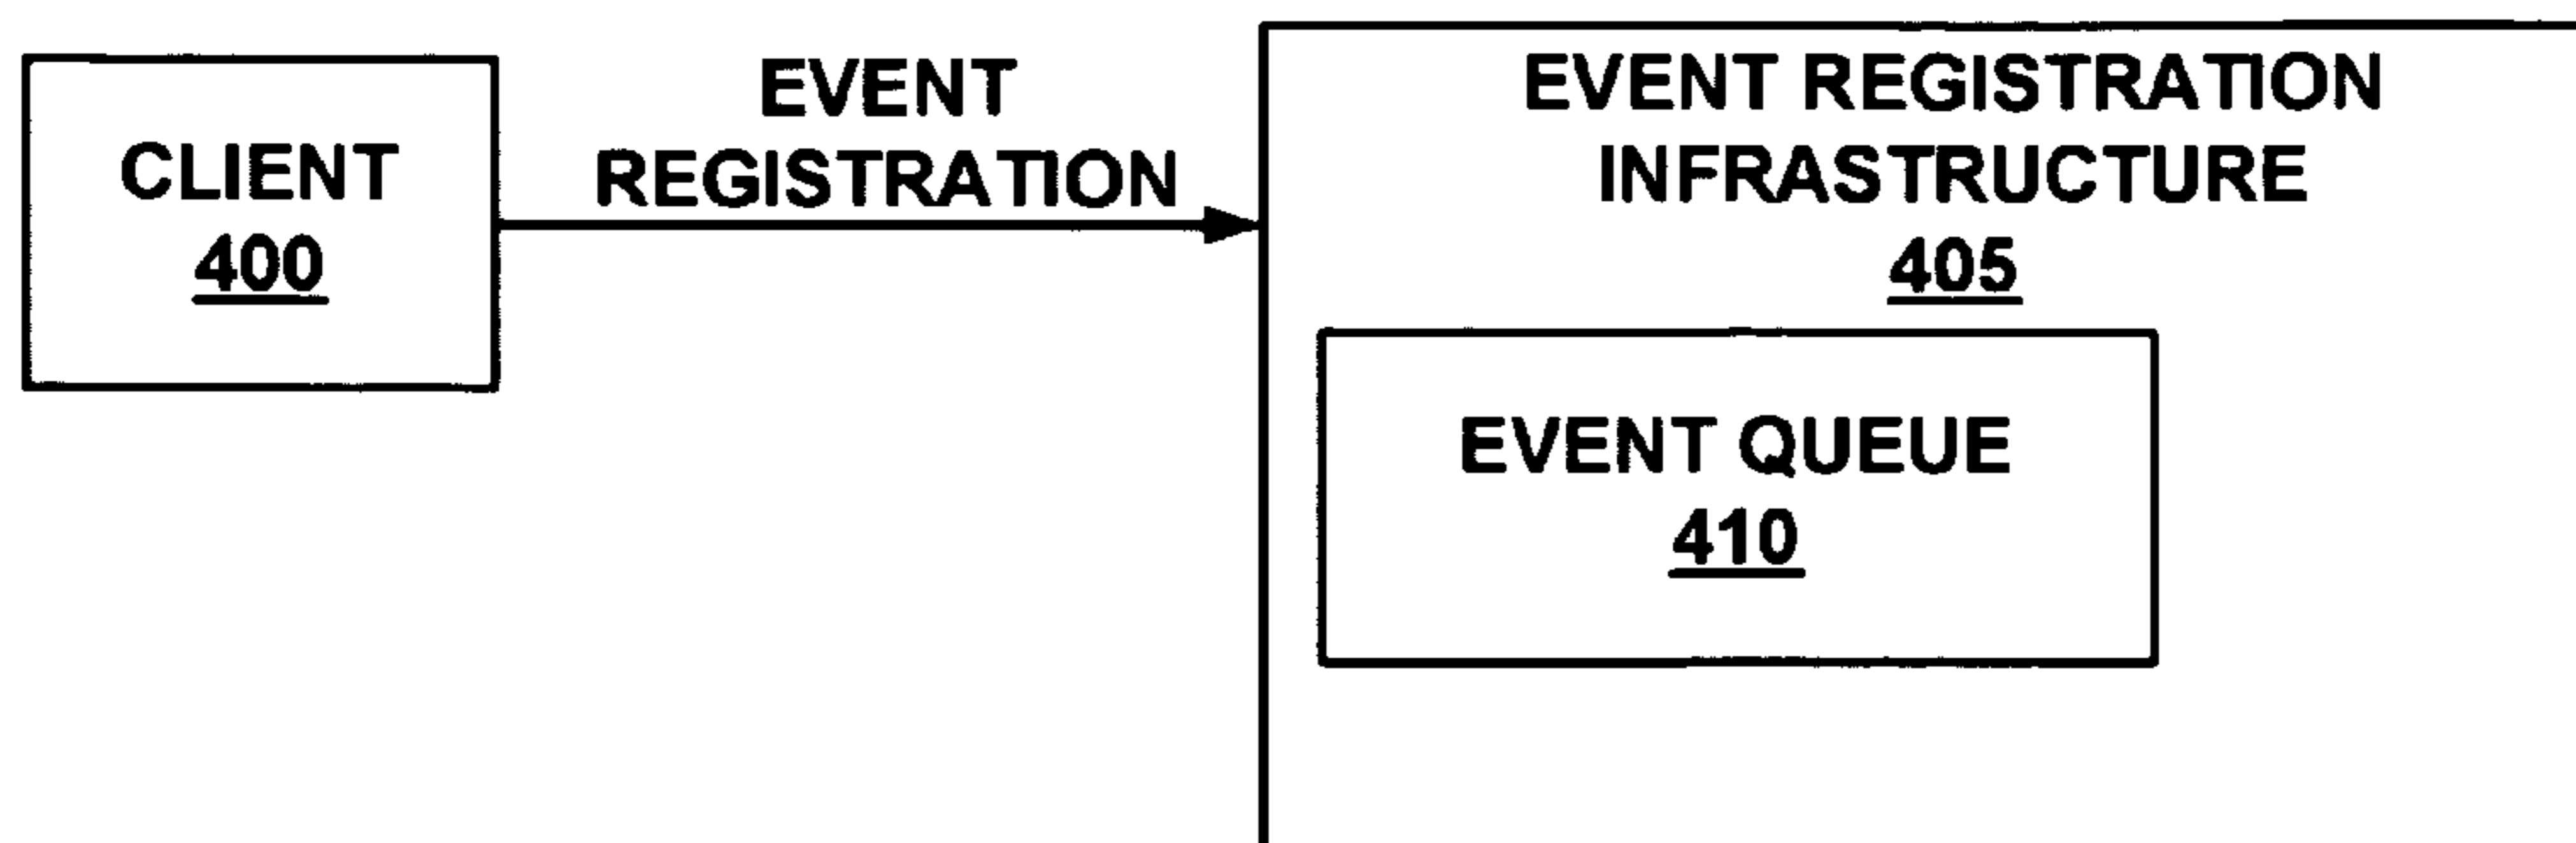 CLIENT
400
EVENT
REGISTRATION
EVENT REGISTRATION
INFRASTRUCTURE
405
EVENT QUEUE
410